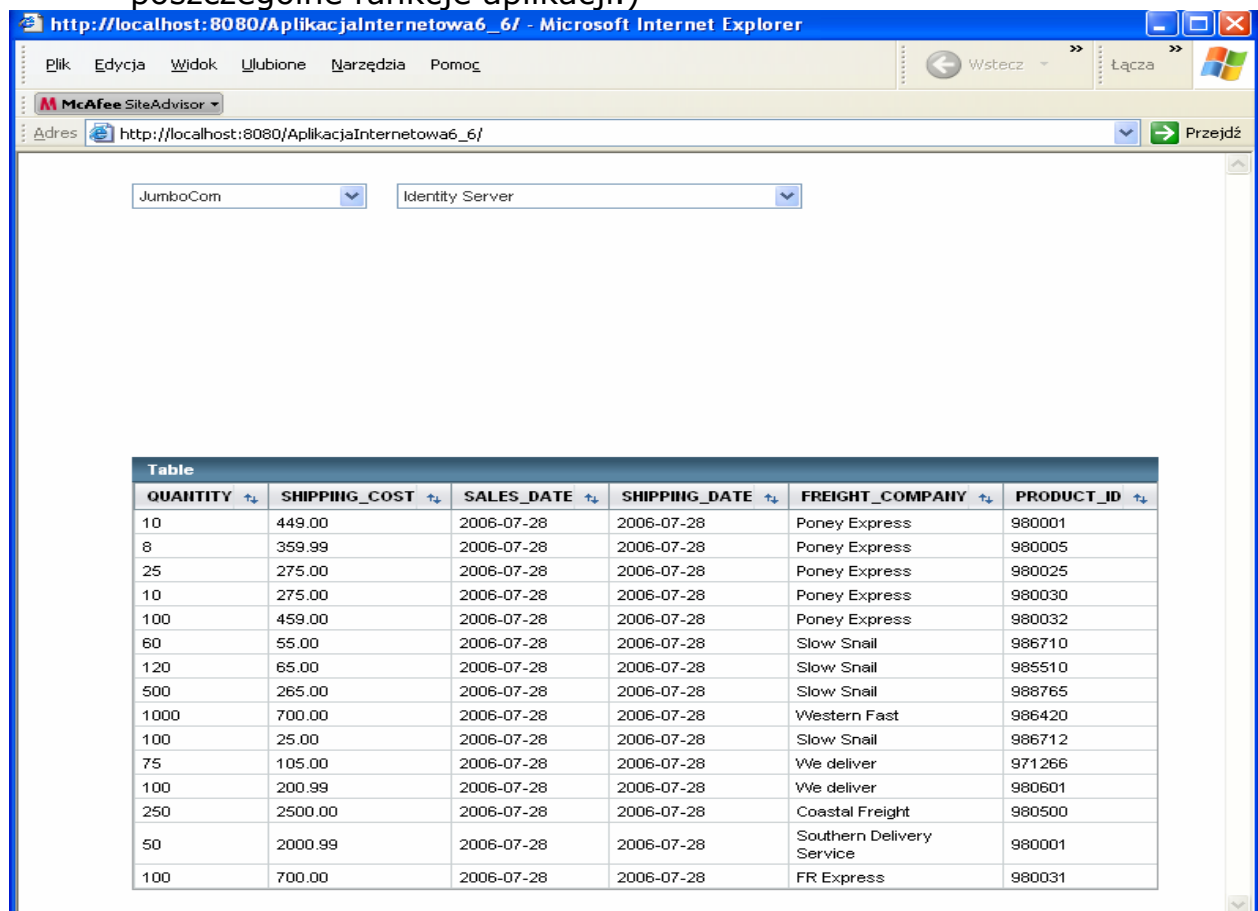 poszczególne funkcje aplikacji.)
http://localhost:8080/AplikacjaInternetowa6_6/ - Microsoft Internet Explorer
Plik Edycja Widok Ulubione Narzędzia Pomoc Wstecz Łącza
McAfee SiteAdvisor
Adres http://localhost:8080/AplikacjaInternetowa6_6/ Przejdź
JumboCom Identity Server
Table
QUANTITY SHIPPING_COST SALES_DATE SHIPPING_DATE FREIGHT_COMPANY PRODUCT_ID
10 449.00 2006-07-28 2006-07-28 Poney Express 980001
8 359.99 2006-07-28 2006-07-28 Poney Express 980005
25 275.00 2006-07-28 2006-07-28 Poney Express 980025
10 275.00 2006-07-28 2006-07-28 Poney Express 980030
100 459.00 2006-07-28 2006-07-28 Poney Express 980032
60 55.00 2006-07-28 2006-07-28 Slow Snail 986710
120 65.00 2006-07-28 2006-07-28 Slow Snail 985510
500 265.00 2006-07-28 2006-07-28 Slow Snail 988765
1000 700.00 2006-07-28 2006-07-28 Western Fast 986420
100 25.00 2006-07-28 2006-07-28 Slow Snail 986712
75 105.00 2006-07-28 2006-07-28 We deliver 971266
100 200.99 2006-07-28 2006-07-28 We deliver 980601
250 2500.00 2006-07-28 2006-07-28 Coastal Freight 980500
50 2000.99 2006-07-28 2006-07-28 Southern Delivery Service 980001
100 700.00 2006-07-28 2006-07-28 FR Express 980031